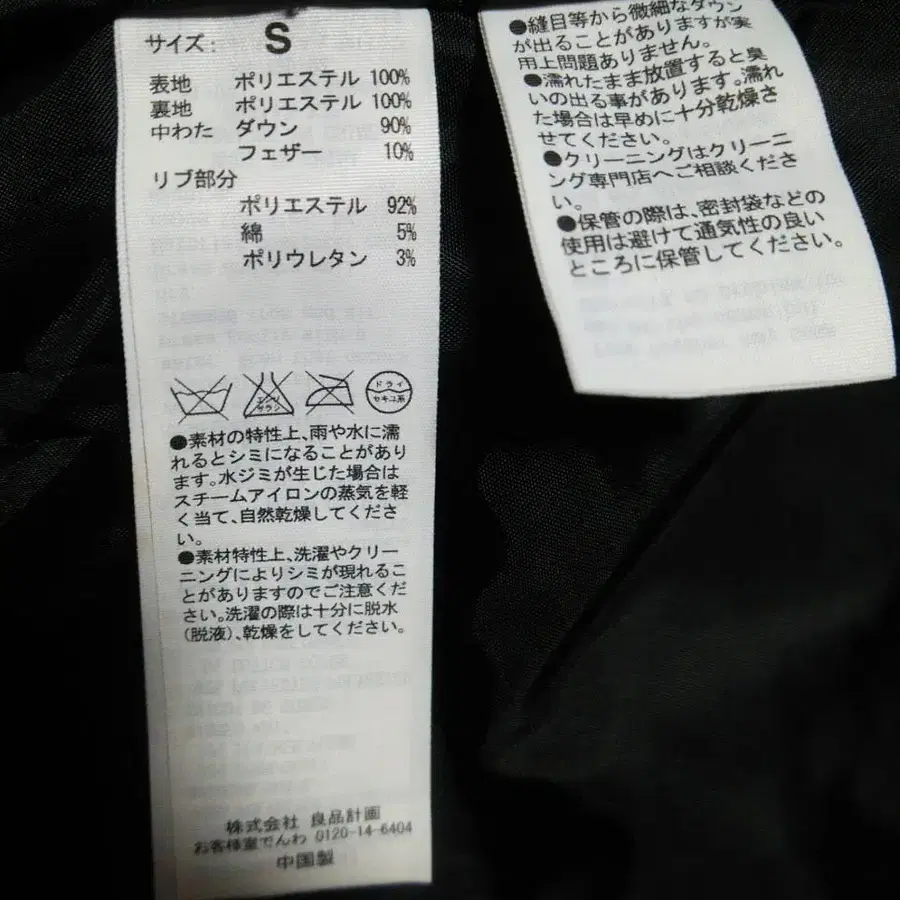 サイズ: S
表地 ポリエステル 100%
裏地 ポリエステル 100%
中わた ダウン 90%
フェザー 10%
リブ部分
ポリエステル 92%
綿 5%
ポリウレタン 3%
エンソ
サラシ
ドライ
セキユ系
●素材の特性上、雨や水に濡
れるとシミになることがあり
ます。水ジミが生じた場合は
スチームアイロンの蒸気を軽
く当て、自然乾燥してくださ
い。
●素材特性上、洗濯やクリー
ニングによりシミが現れるこ
とがありますのでご注意くだ
さい。洗濯の際は十分に脱水
(脱液)、乾燥をしてください。
株式会社 良品計画
お客様室でんわ 0120-14-6404
中国製
●縫目等から微細なダウン
が出ることがありますが実
用上問題ありません。
●濡れたまま放置すると臭
いの出る事があります。濡れ
た場合は早めに十分乾燥さ
せてください。
●クリーニングはクリーニ
ング専門店へご相談くださ
い。
●保管の際は、密封袋などの
使用は避けて通気性の良い
ところに保管してください。